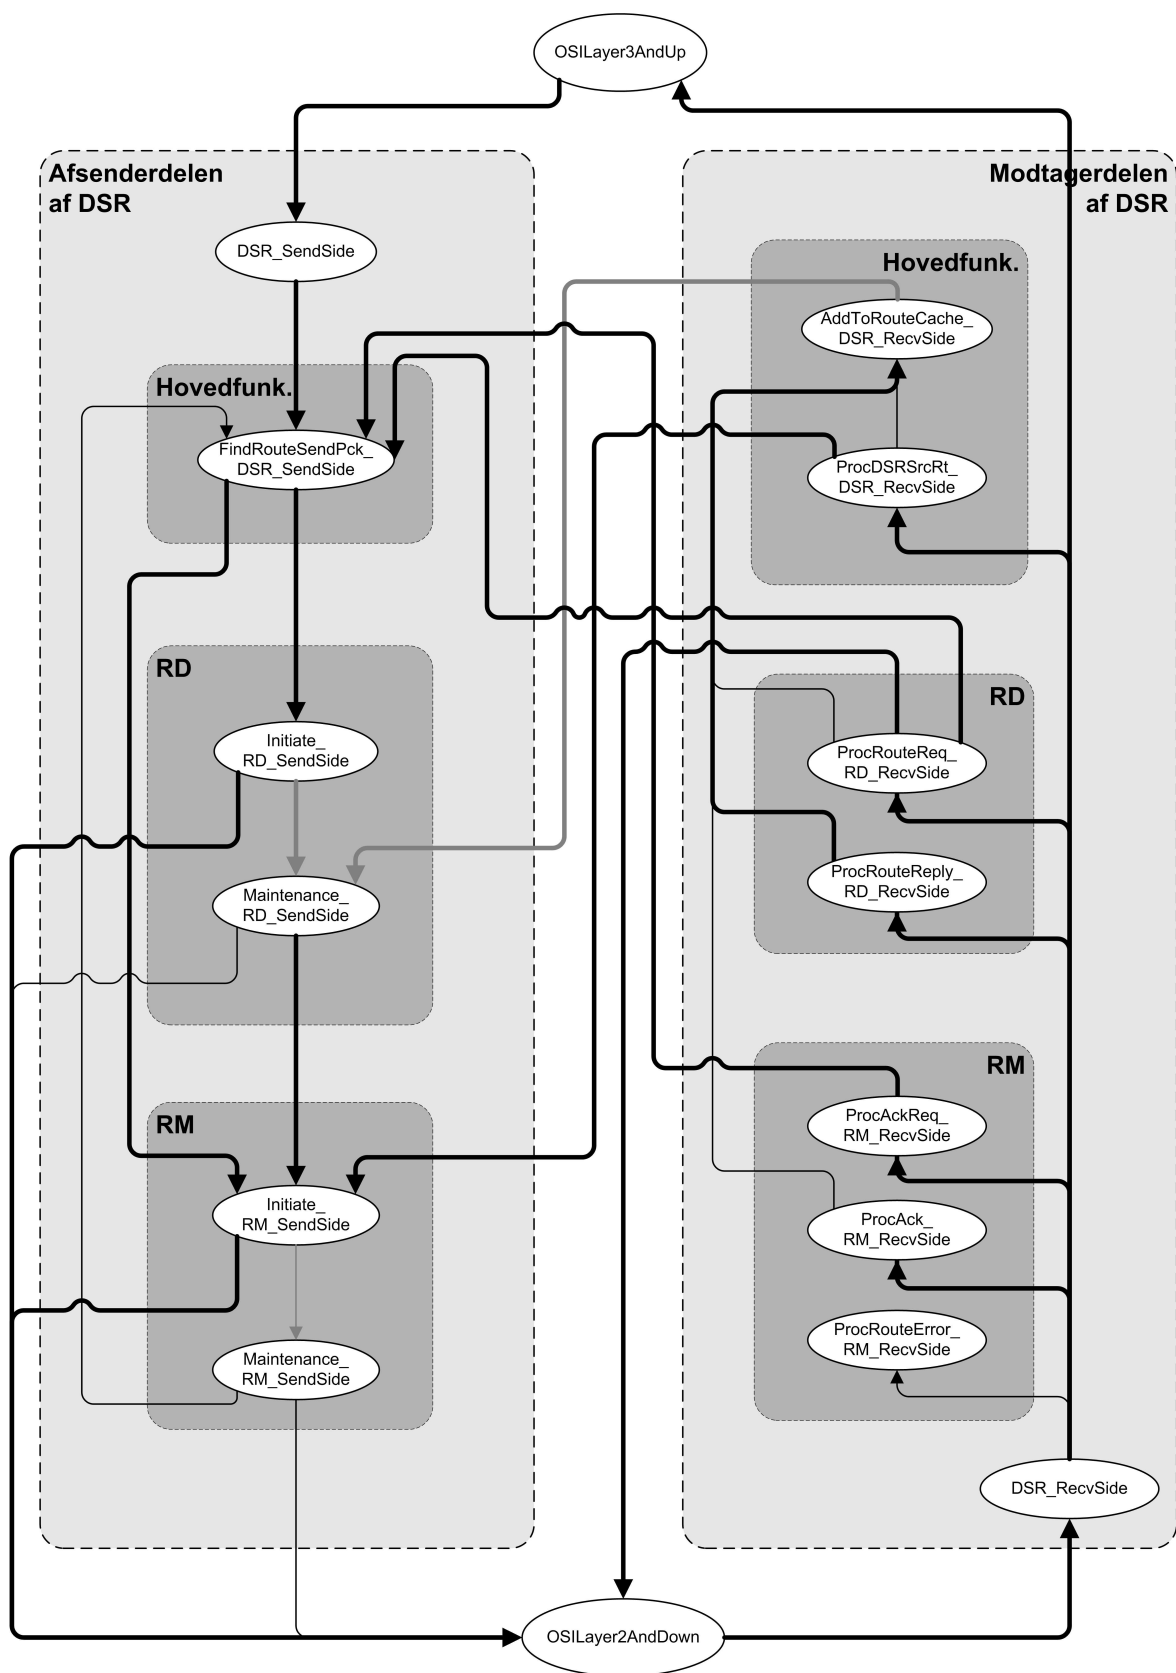 OSILayer3AndUp
Afsenderdelen
af DSR
DSR_SendSide
Hovedfunk.
FindRouteSendPck_
DSR_SendSide
RD
Initiate_
RD_SendSide
Maintenance_
RD_SendSide
RM
Initiate_
RM_SendSide
Maintenance_
RM_SendSide
Modtagerdelen
af DSR
Hovedfunk.
AddToRouteCache_
DSR_RecvSide
ProcDSRSrcRt_
DSR_RecvSide
RD
ProcRouteReq_
RD_RecvSide
ProcRouteReply_
RD_RecvSide
RM
ProcAckReq_
RM_RecvSide
ProcAck_
RM_RecvSide
ProcRouteError_
RM_RecvSide
DSR_RecvSide
OSILayer2AndDown